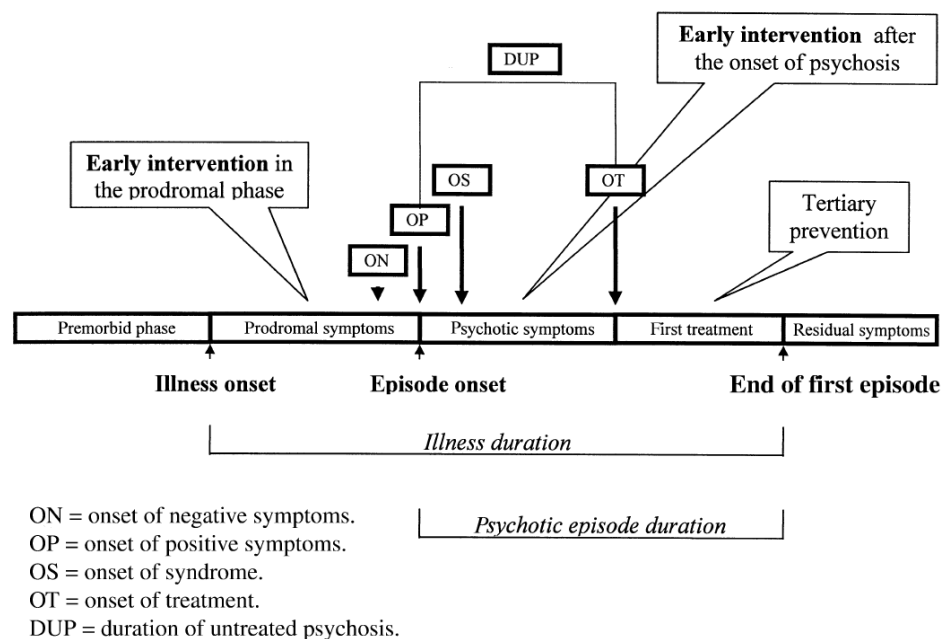 DUP
Early intervention after
the onset of psychosis
Early intervention in
the prodromal phase
OS
OT
OP
ON
Tertiary
prevention
Premorbid phase
Prodromal symptoms
Psychotic symptoms
First treatment
Residual symptoms
Illness onset
Episode onset
End of first episode
Illness duration
Psychotic episode duration
ON = onset of negative symptoms.
OP = onset of positive symptoms.
OS = onset of syndrome.
OT = onset of treatment.
DUP = duration of untreated psychosis.